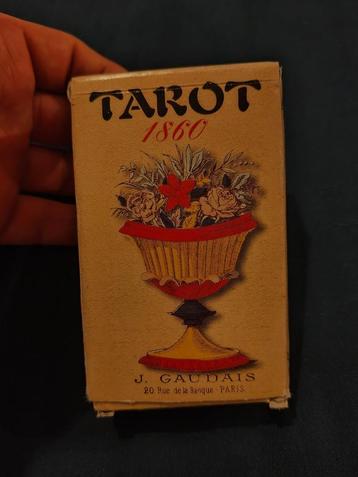 TAROT
1860
J. GAUDAIS
20 Rue de la Banque - PARIS.